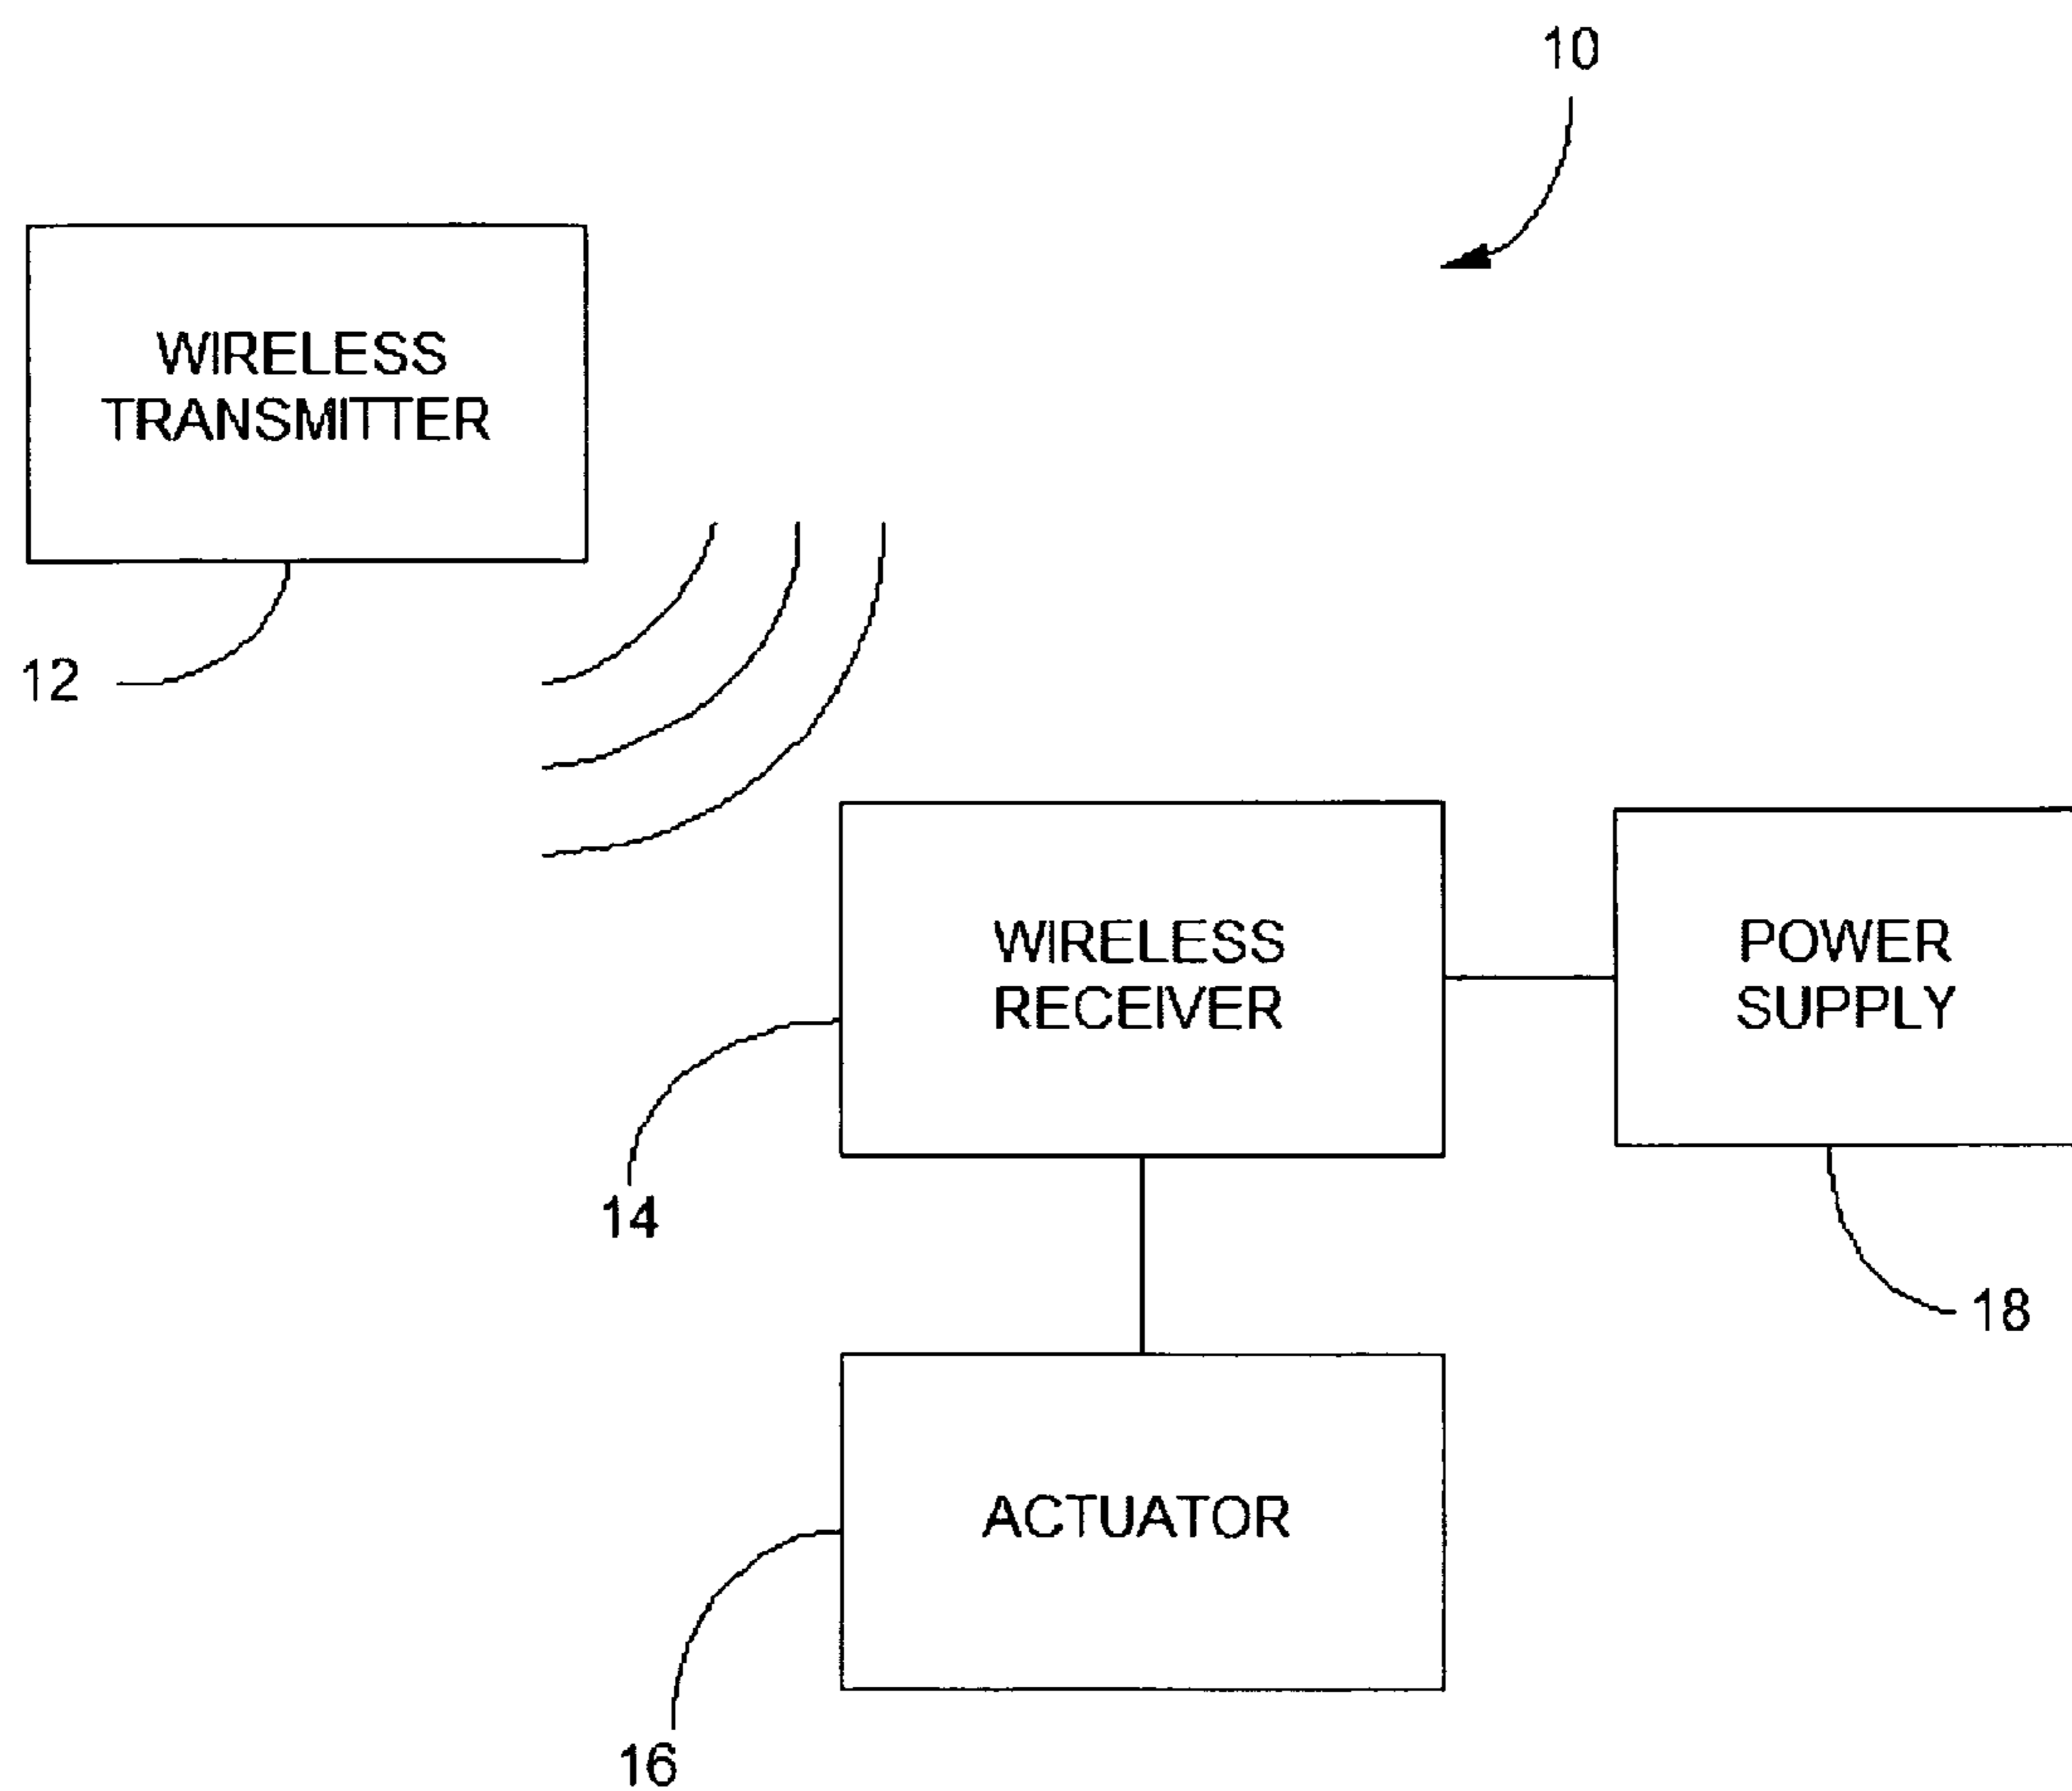 10
WIRELESS
TRANSMITTER
12
WIRELESS
RECEIVER
POWER
SUPPLY
14
18
ACTUATOR
16